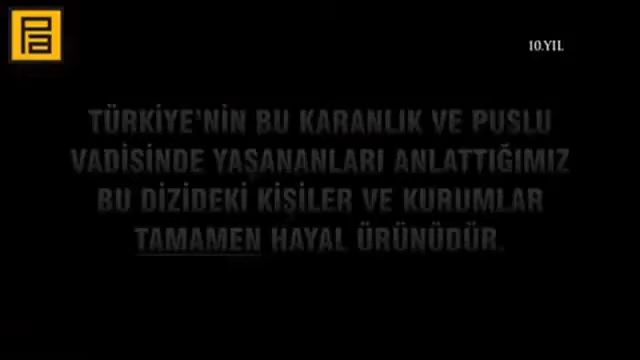 Pa
10.YIL
TÜRKİYE'NİN BU KARANLIK VE PUSLU
VADİSİNDE YAŞANANLARI ANLATTIĞIMIZ
BU DİZİDEKİ KİŞİLER VE KURUMLAR
TAMAMEN HAYAL ÜRÜNÜDÜR.